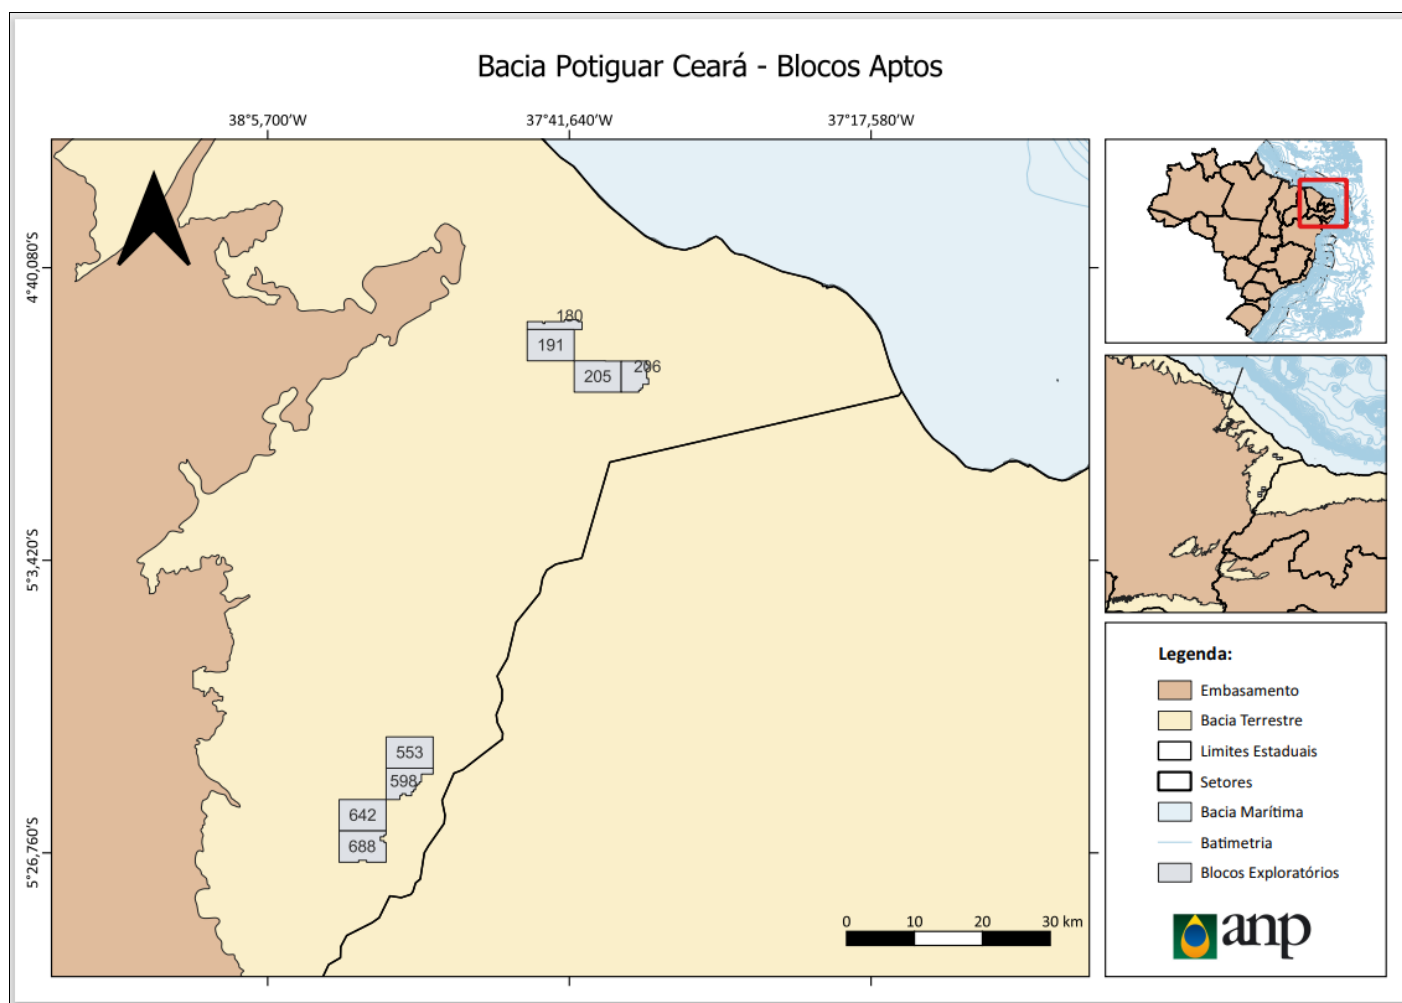 Bacia Potiguar Ceará - Blocos Aptos
38°5,700'W
37°41,640'W
37°17,580'W
4°40,080'S
5°3,420'S
5°26,760'S
180
191
205
206
553
598
642
688
0
10
20
30 km
Legenda:
Embasamento
Bacia Terrestre
Limites Estaduais
Setores
Bacia Marítima
Batimetria
Blocos Exploratórios
anp